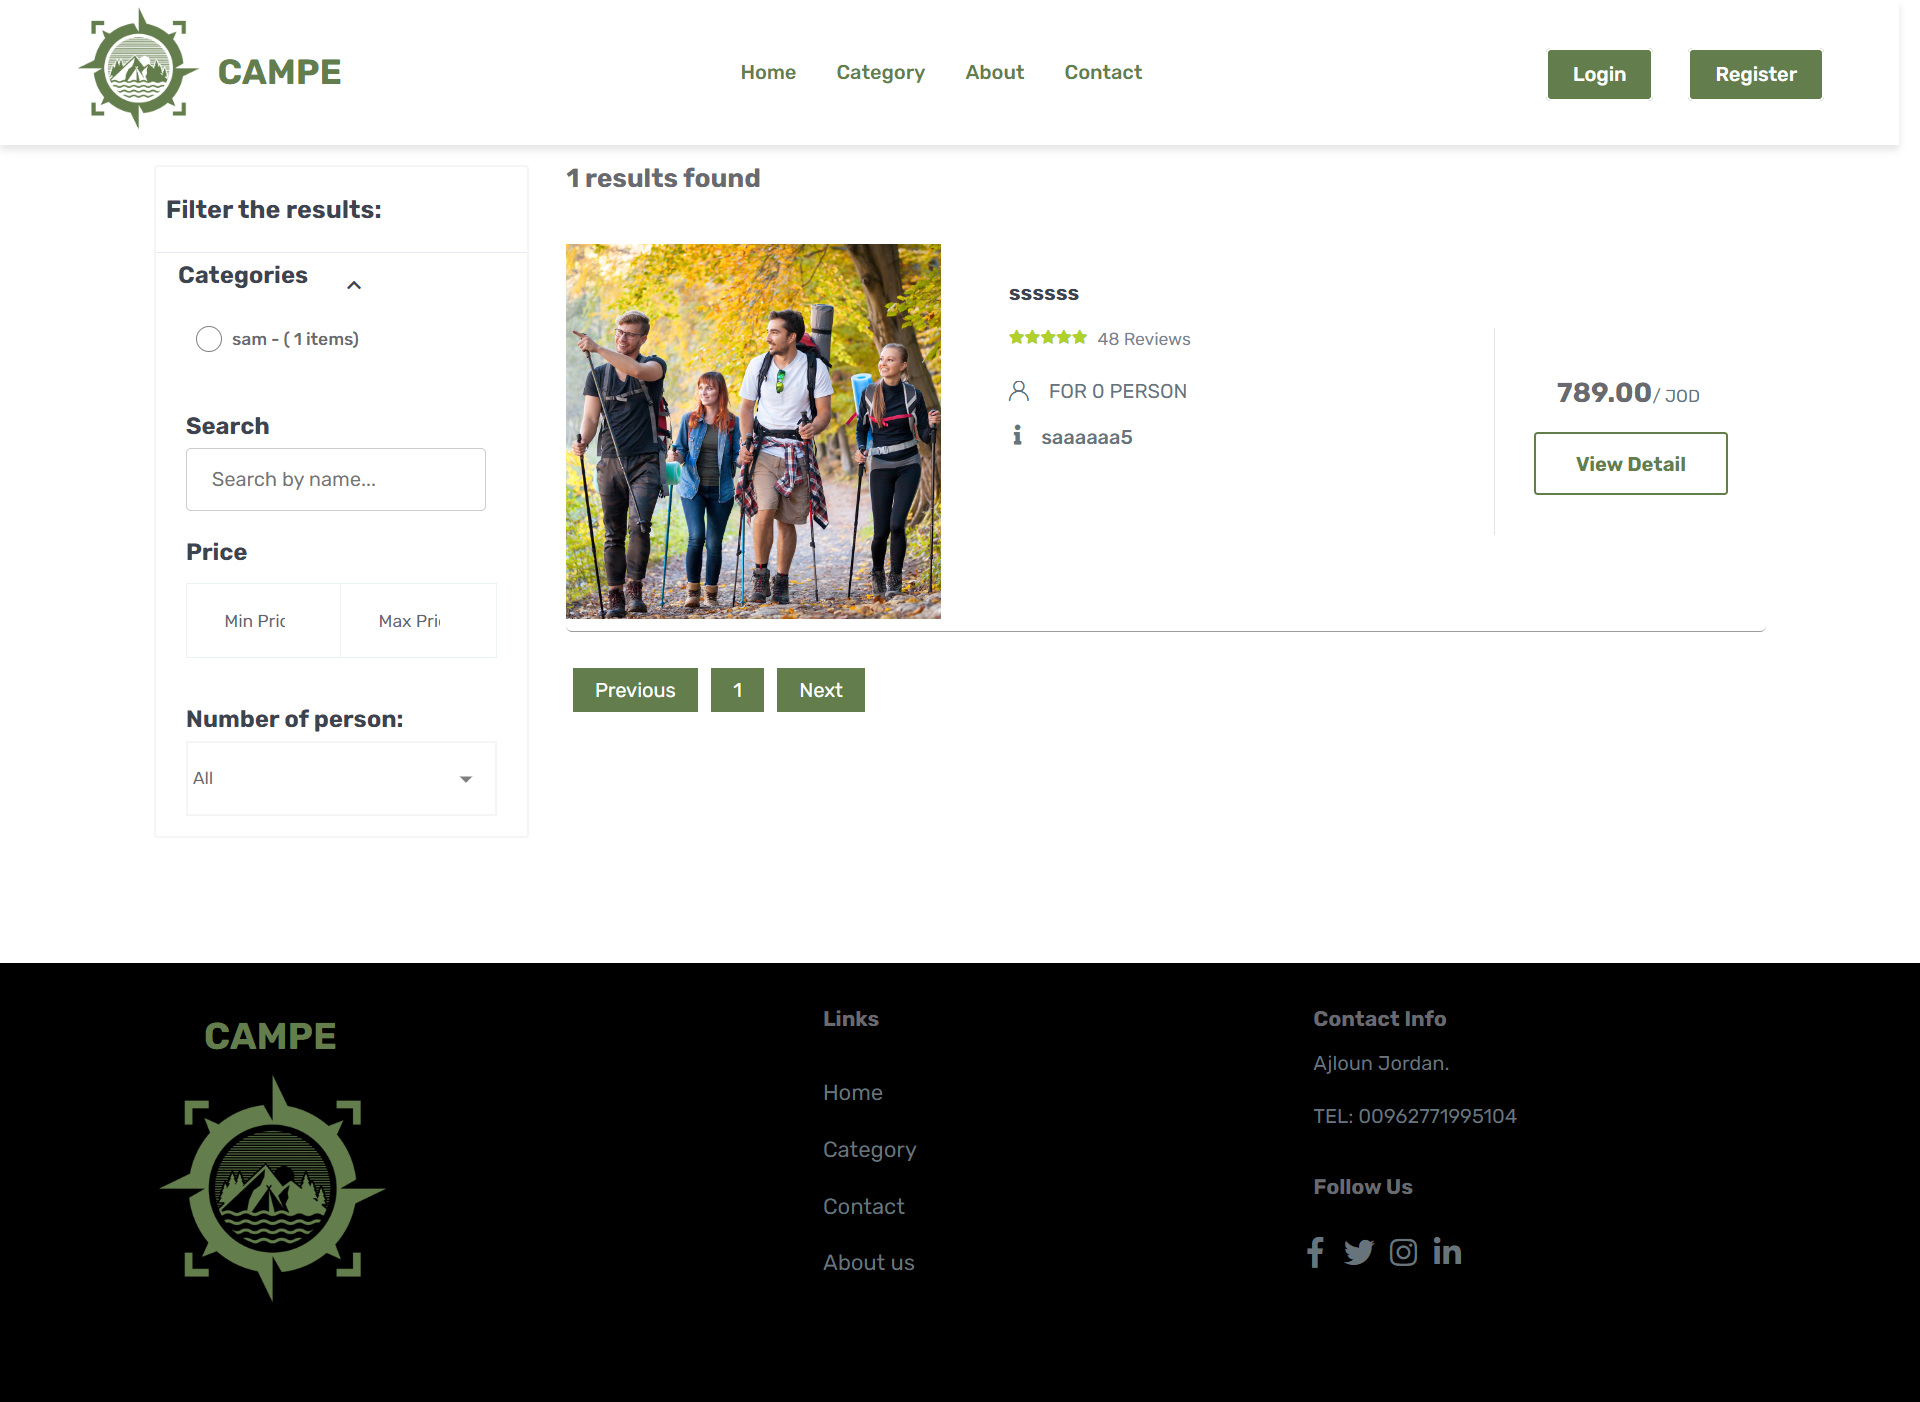 CAMPE
Home
Category
About
Contact
Login
Register
Filter the results:
Categories
sam - ( 1 items)
Search
Search by name...
Price
Min Pric
Max Pri
Number of person:
All
1 results found
ssssss
48 Reviews
FOR 0 PERSON
saaaaaa5
789.00/ JOD
View Detail
Previous
1
Next
CAMPE
Links
Home
Category
Contact
About us
Contact Info
Ajloun Jordan.
TEL: 00962771995104
Follow Us